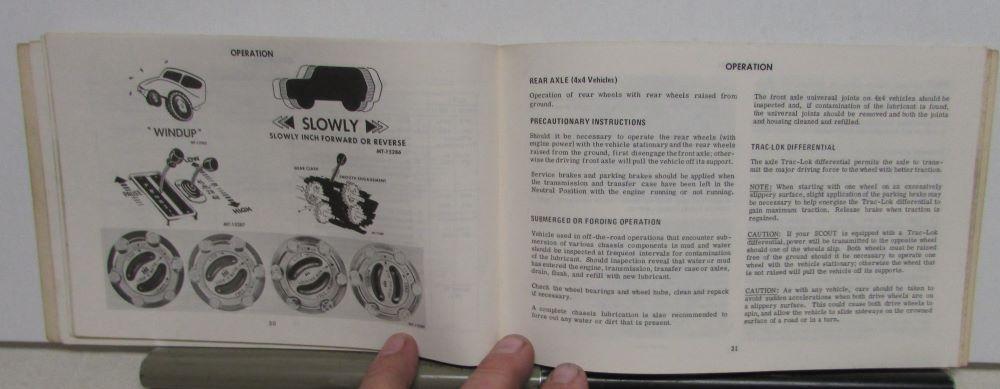 OPERATION
"WINDUP"
SLOWLY
SLOWLY INCH FORWARD OR REVERSE
MT-15286
GEAR CLASH
SMOOTH ENGAGEMENT
LOW
HIGH
MT-15287
30
OPERATION
REAR AXLE (4x4 Vehicles)
Operation of rear wheels with rear wheels raised from
ground.
PRECAUTIONARY INSTRUCTIONS
Should it be necessary to operate the rear wheels (with
engine power) with the vehicle stationary and the rear wheels
raised from the ground, first disengage the front axle; other-
wise the driving front axle will pull the vehicle off its support.
Service brakes and parking brakes should be applied when
the transmission and transfer case have been left in the
Neutral Position with the engine running or not running.
SUBMERGED OR FORDING OPERATION
Vehicle used in off-the-road operations that encounter sub-
mersion of various chassis components in mud and water
should be inspected at frequent intervals for contamination
of the lubricant. Should inspection reveal that water or mud
has entered the engine, transmission, transfer case or axles,
drain, flush, and refill with new lubricant.
Check the wheel bearings and wheel hubs, clean and repack
if necessary.
A complete chassis lubrication is also recommended to
force out any water or dirt that is present.
The front axle universal joints on 4x4 vehicles should be
inspected and, if contamination of the lubricant is found,
the universal joints should be removed and both the joints
and housing cleaned and refilled.
TRAC-LOK DIFFERENTIAL
The axle Trac-Lok differential permits the axle to trans-
mit the major driving force to the wheel with better traction.
NOTE: When starting with one wheel on an excessively
slippery surface, slight application of the parking brake may
be necessary to help energize the Trac-Lok differential to
gain maximum traction. Release brake when traction is
regained.
CAUTION: If your SCOUT is equipped with a Trac-Lok
differential, power will be transmitted to the opposite wheel
should one of the wheels slip. Both wheels must be raised
free of the ground should it be necessary to operate one
wheel with the vehicle stationary; otherwise the wheel that
is not raised will pull the vehicle off its supports.
CAUTION: As with any vehicle, care should be taken to
avoid sudden accelerations when both drive wheels are on
a slippery surface. This could cause both drive wheels to
spin, and allow the vehicle to slide sideways on the crowned
surface of a road or in a turn.
31